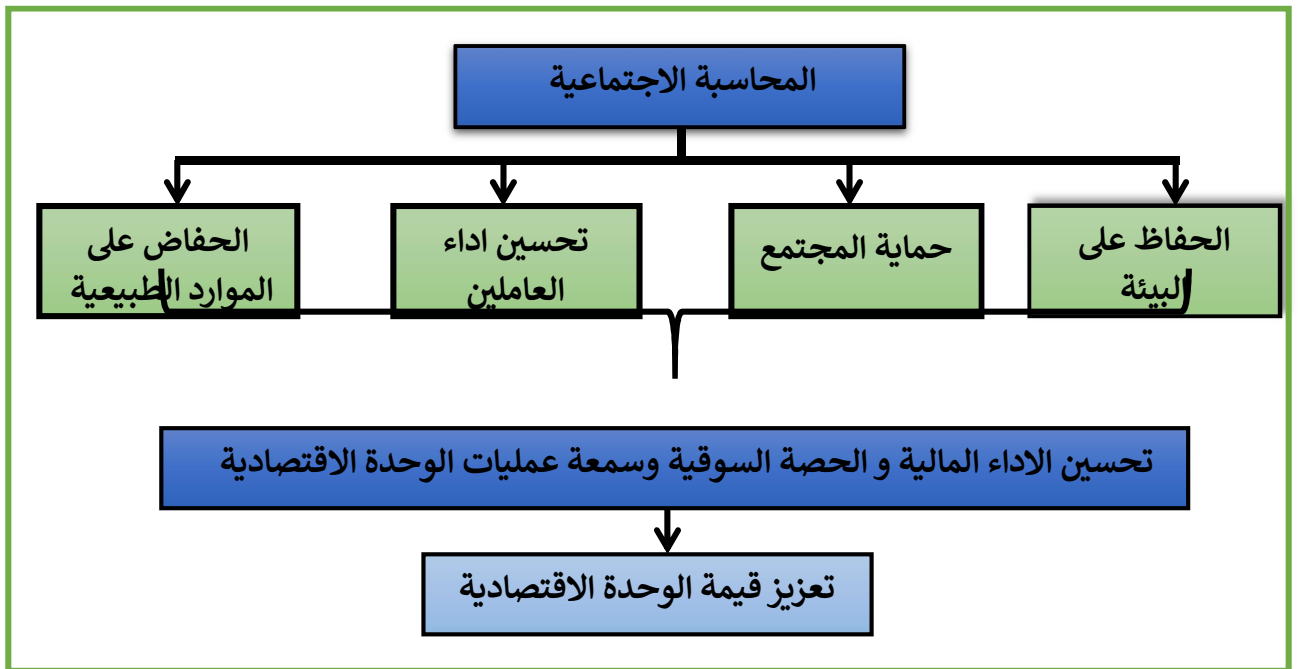 المحاسبة الاجتماعية
الحفاظ على
البيئة
حماية المجتمع
تحسين اداء
العاملين
الحفاض على
الموارد الطبيعية
تحسين الاداء المالية و الحصة السوقية وسمعة عمليات الوحدة الاقتصادية
تعزيز قيمة الوحدة الاقتصادية